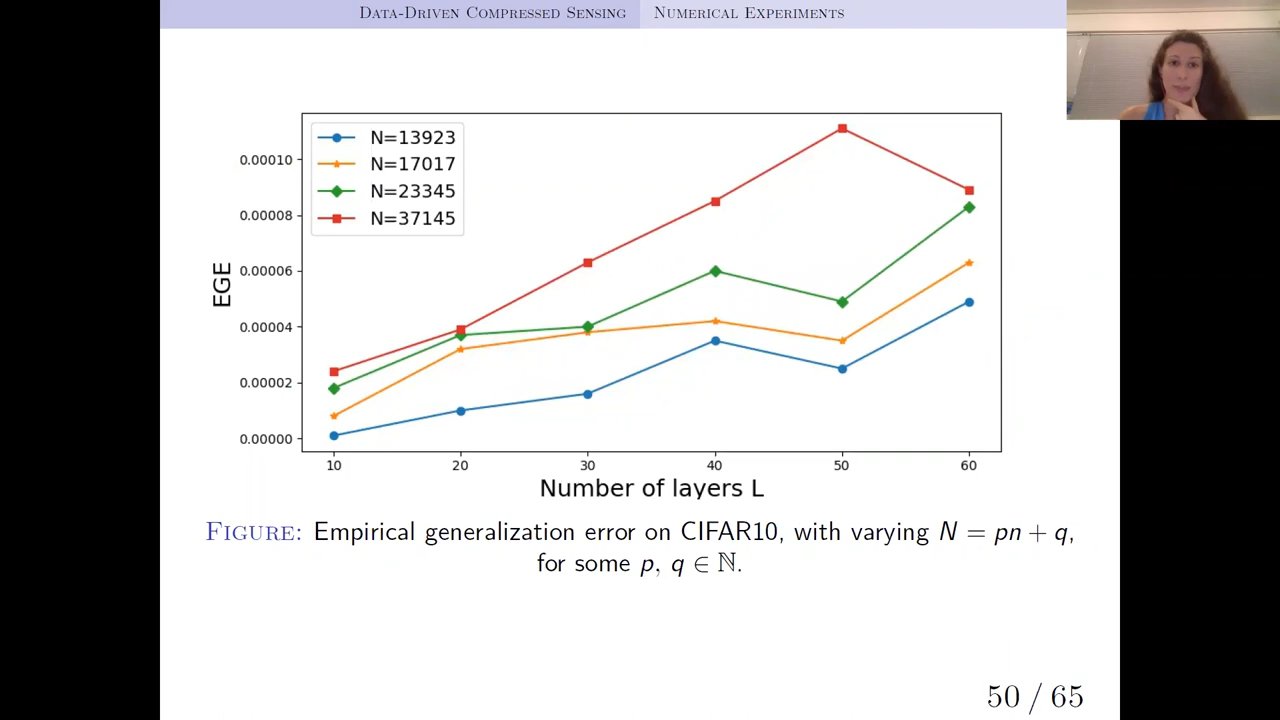 DATA-DRIVEN COMPRESSED SENSING NUMERICAL EXPERIMENTS
N=13923
N=17017
N=23345
N=37145
0.00010
0.00008
0.00006
0.00004
0.00002
0.00000
EGE
10 20 30 40 50 60
Number of layers L
FIGURE: Empirical generalization error on CIFAR10, with varying N = pn + q,
for some p, q ∈ ℕ.
50 / 65